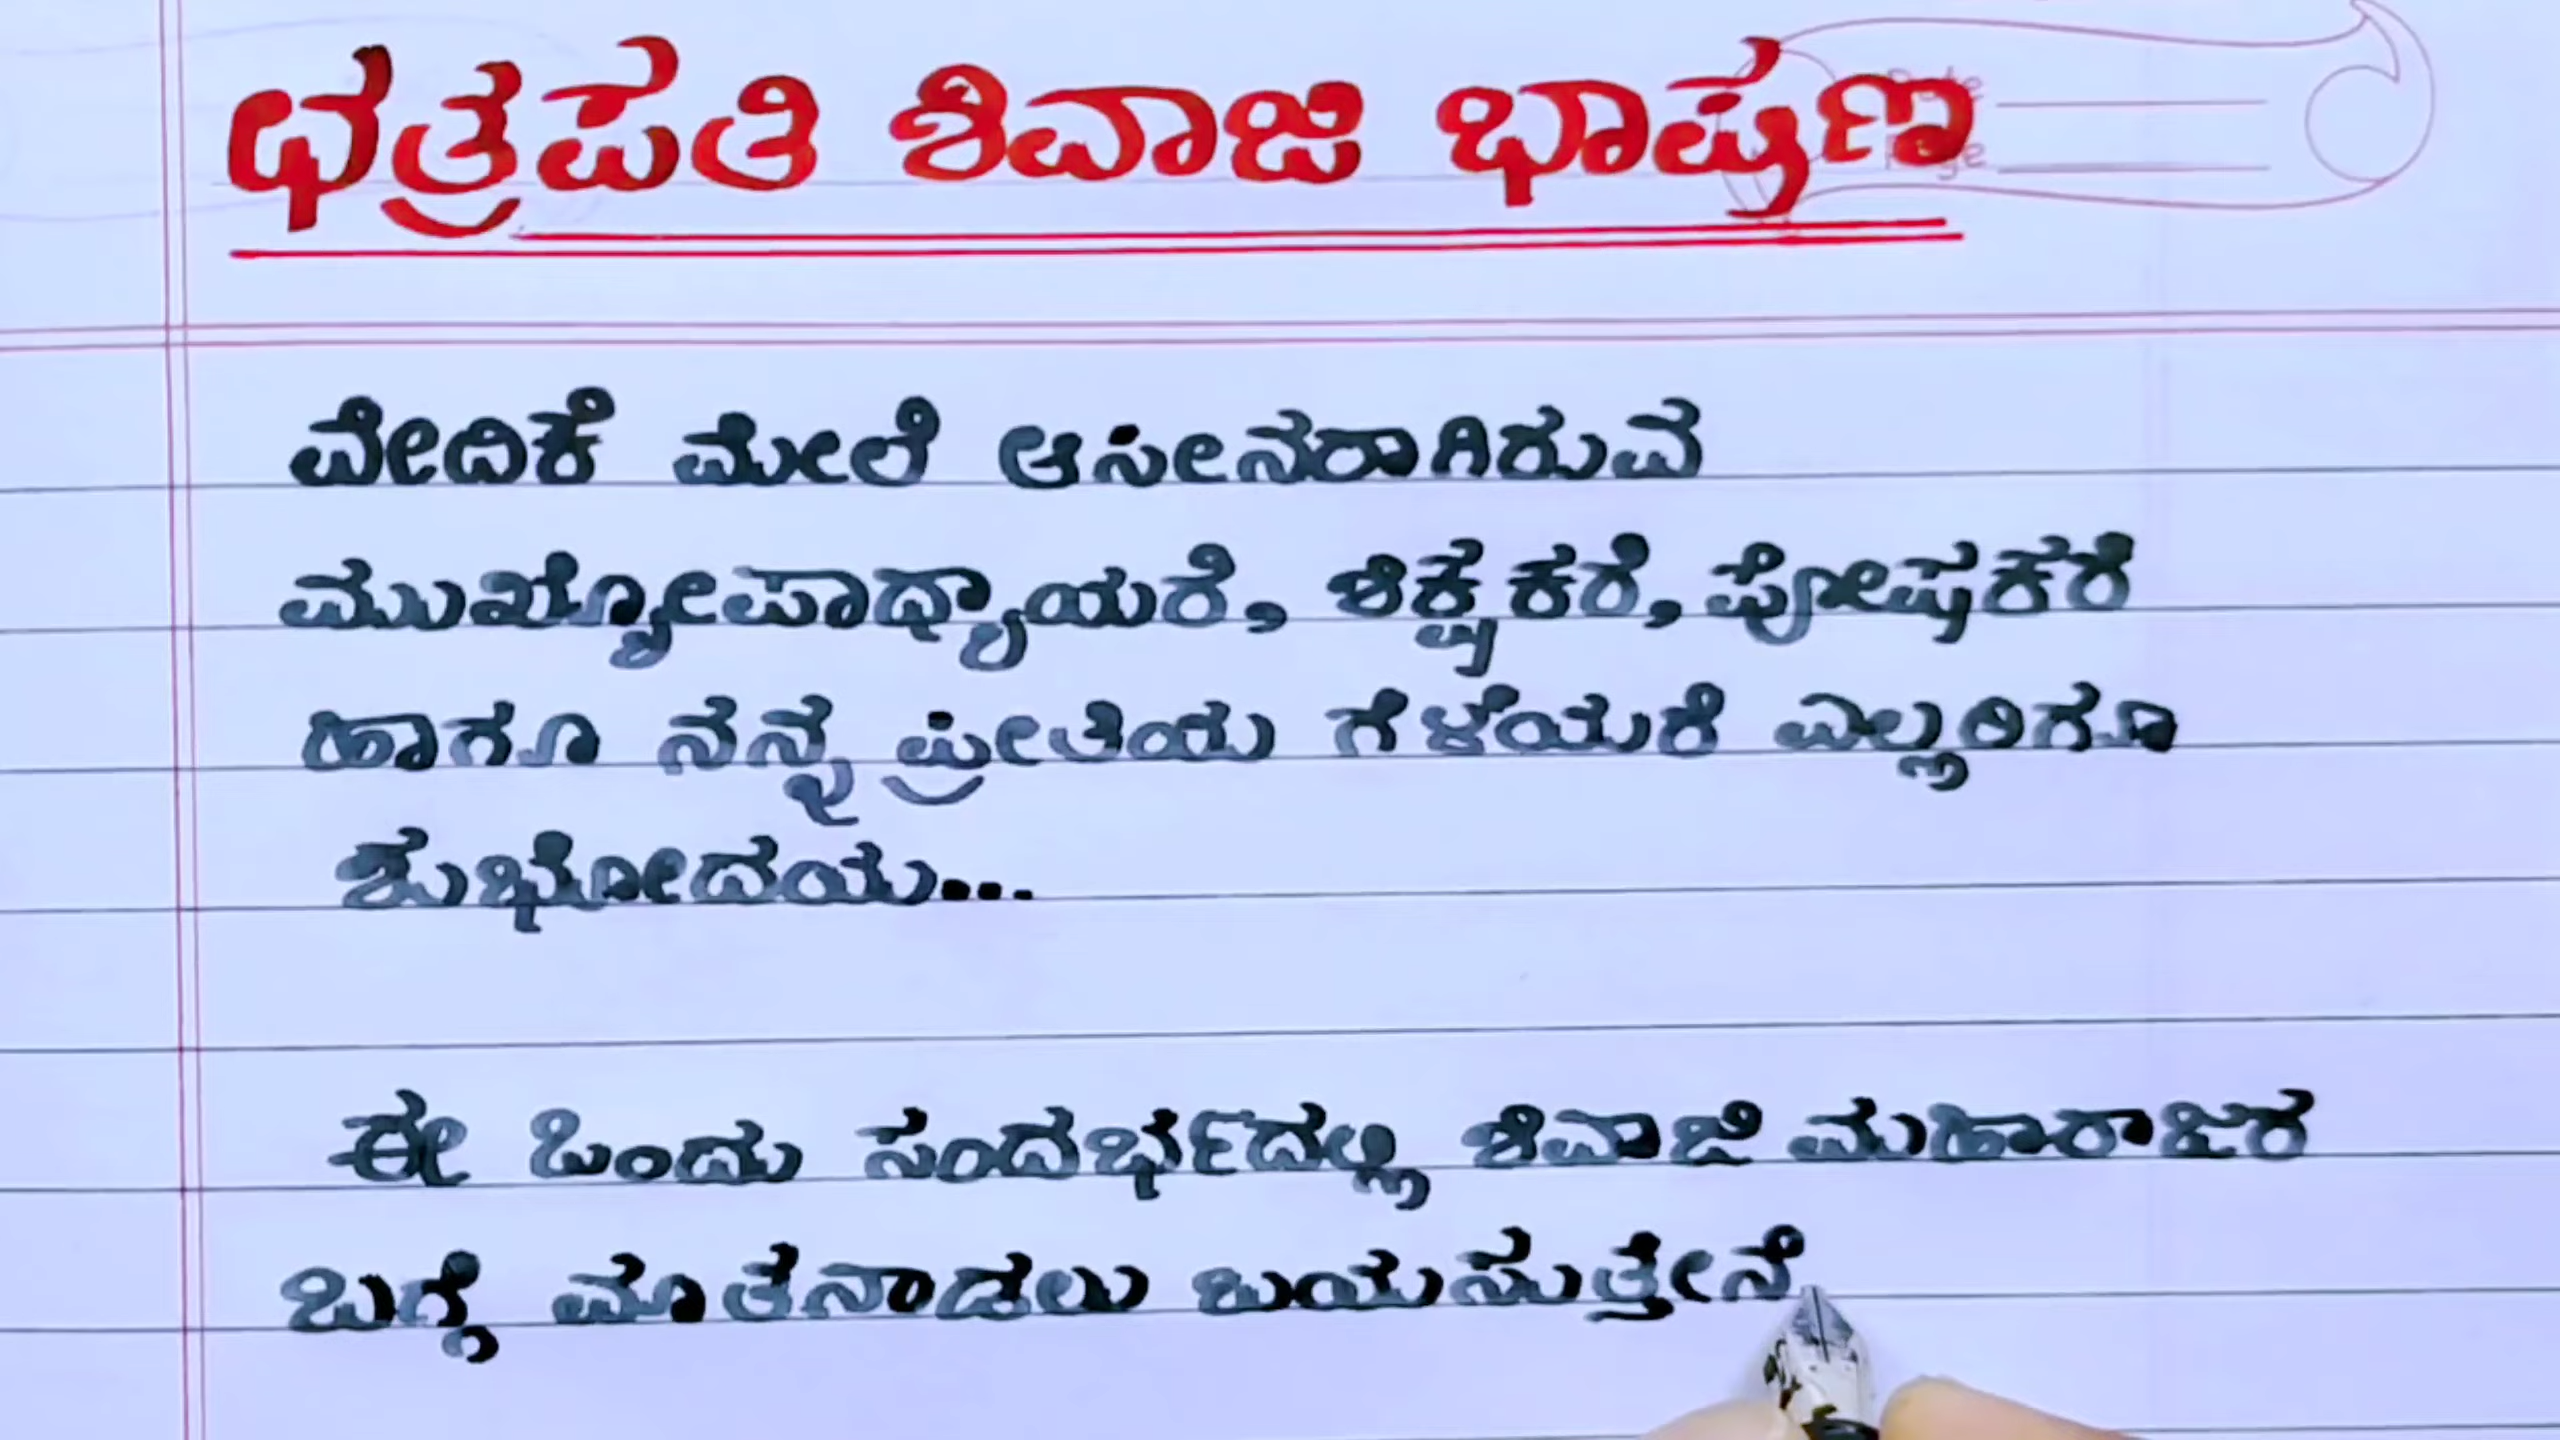 ಛತ್ರಪತಿ ಶಿವಾಜಿ ಭಾಷಣ
ವೇದಿಕೆ ಮೇಲೆ ಆಸೀನರಾಗಿರುವ
ಮುಖ್ಯೋಪಾಧ್ಯಾಯರೆ, ಶಿಕ್ಷಕರೆ, ಪೋಷಕರೆ
ಹಾಗೂ ನನ್ನ ಪ್ರೀತಿಯ ಗೆಳೆಯರೆ ಎಲ್ಲರಿಗೂ
ಶುಭೋದಯ....
ಈ ಒಂದು ಸಂದರ್ಭದಲ್ಲಿ ಶಿವಾಜಿ ಮಹಾರಾಜರ
ಬಗ್ಗೆ ಮಾತನಾಡಲು ಬಯಸುತ್ತೇನೆ